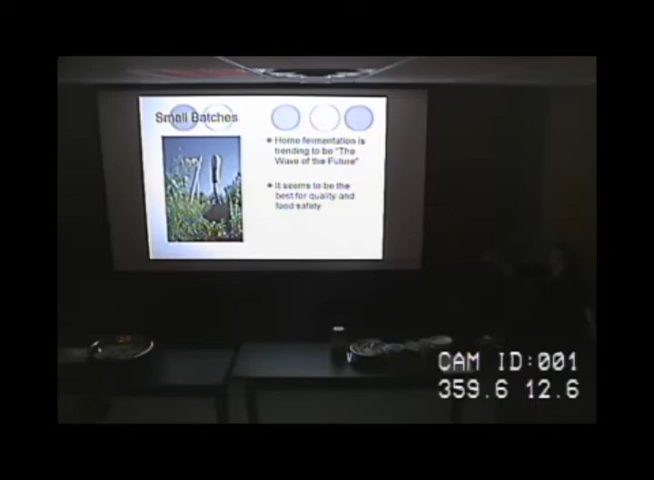 Small Batches
Home fermentation is
trending to be "The
Wave of the Future"
It seems to be the
best for quality and
food safety
CAM ID:001
359.6 12.6